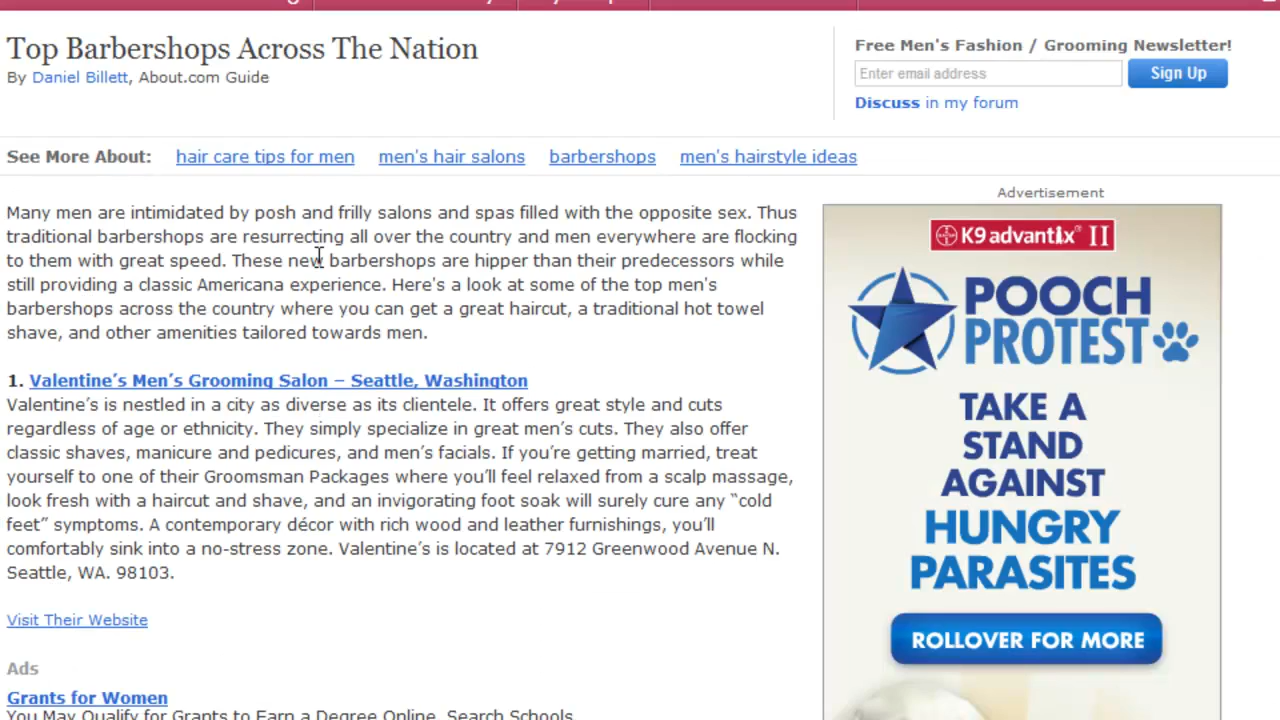 Top Barbershops Across The Nation
By Daniel Billett, About.com Guide
Free Men's Fashion / Grooming Newsletter!
Enter email address
Sign Up
Discuss in my forum
See More About: hair care tips for men men's hair salons barbershops men's hairstyle ideas
Many men are intimidated by posh and frilly salons and spas filled with the opposite sex. Thus
traditional barbershops are resurrecting all over the country and men everywhere are flocking
to them with great speed. These new barbershops are hipper than their predecessors while
still providing a classic Americana experience. Here's a look at some of the top men's
barbershops across the country where you can get a great haircut, a traditional hot towel
shave, and other amenities tailored towards men.
1. Valentine’s Men’s Grooming Salon – Seattle, Washington
Valentine’s is nestled in a city as diverse as its clientele. It offers great style and cuts
regardless of age or ethnicity. They simply specialize in great men’s cuts. They also offer
classic shaves, manicure and pedicures, and men’s facials. If you’re getting married, treat
yourself to one of their Groomsman Packages where you’ll feel relaxed from a scalp massage,
look fresh with a haircut and shave, and an invigorating foot soak will surely cure any “cold
feet” symptoms. A contemporary décor with rich wood and leather furnishings, you’ll
comfortably sink into a no-stress zone. Valentine’s is located at 7912 Greenwood Avenue N.
Seattle, WA. 98103.
Visit Their Website
Ads
Grants for Women
You May Qualify for Grants to Earn a Degree Online. Search Schools
Advertisement
BAYER K9 advantix® II
POOCH
PROTEST
TAKE A
STAND
AGAINST
HUNGRY
PARASITES
ROLLOVER FOR MORE